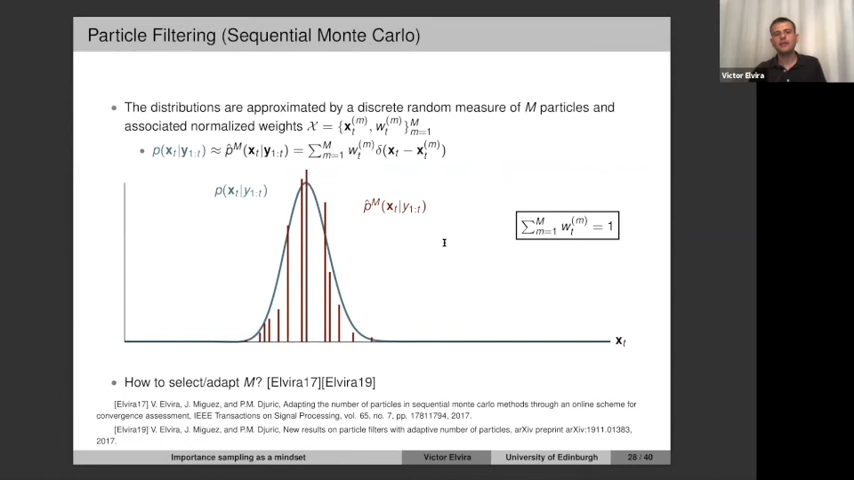 Particle Filtering (Sequential Monte Carlo)
Víctor Elvira
• The distributions are approximated by a discrete random measure of M particles and
associated normalized weights 𝒳 = {x_t^(m), w_t^(m)}_{m=1}^M
• p(x_t|y_{1:t}) ≈ p̂^M(x_t|y_{1:t}) = ∑_{m=1}^M w_t^(m) δ(x_t − x_t^(m))
p(x_t|y_{1:t})
p̂^M(x_t|y_{1:t})
∑_{m=1}^M w_t^(m) = 1
x_t
• How to select/adapt M? [Elvira17][Elvira19]
[Elvira17] V. Elvira, J. Miguez, and P.M. Djuric, Adapting the number of particles in sequential monte carlo methods through an online scheme for
convergence assessment, IEEE Transactions on Signal Processing, vol. 65, no. 7, pp. 17811794, 2017.
[Elvira19] V. Elvira, J. Miguez, and P.M. Djuric, New results on particle filters with adaptive number of particles, arXiv preprint arXiv:1911.01383,
2017.
Importance sampling as a mindset
Víctor Elvira
University of Edinburgh
28 / 40